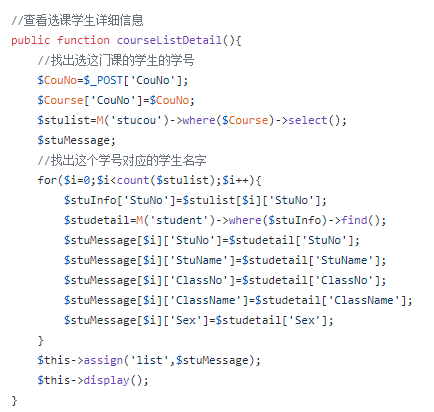 //查看选课学生详细信息
public function courseListDetail(){
    //找出选这门课的学生的学号
    $CouNo=$_POST['CouNo'];
    $Course['CouNo']=$CouNo;
    $stulist=M('stucou')->where($Course)->select();
    $stuMessage;
    //找出这个学号对应的学生名字
    for($i=0;$i<count($stulist);$i++){
        $stuInfo['StuNo']=$stulist[$i]['StuNo'];
        $studetail=M('student')->where($stuInfo)->find();
        $stuMessage[$i]['StuNo']=$studetail['StuNo'];
        $stuMessage[$i]['StuName']=$studetail['StuName'];
        $stuMessage[$i]['ClassNo']=$studetail['ClassNo'];
        $stuMessage[$i]['ClassName']=$studetail['ClassName'];
        $stuMessage[$i]['Sex']=$studetail['Sex'];
    }
    $this->assign('list',$stuMessage);
    $this->display();
}